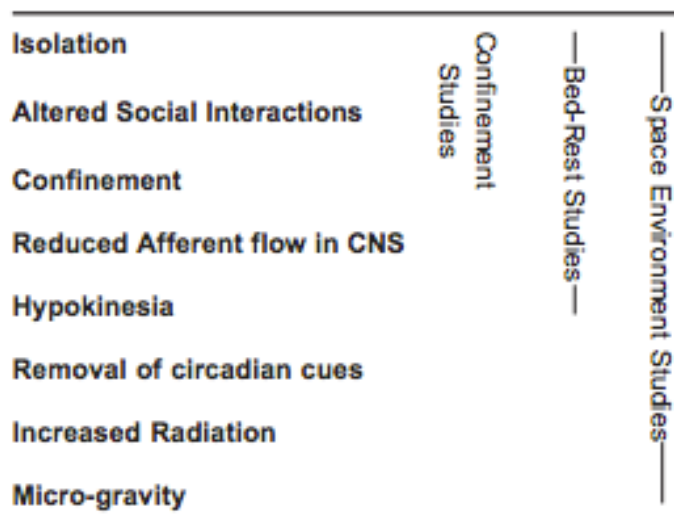 Isolation
Altered Social Interactions
Confinement
Reduced Afferent flow in CNS
Hypokinesia
Removal of circadian cues
Increased Radiation
Micro-gravity
Confinement
Studies
Bed-Rest Studies
Space Environment Studies